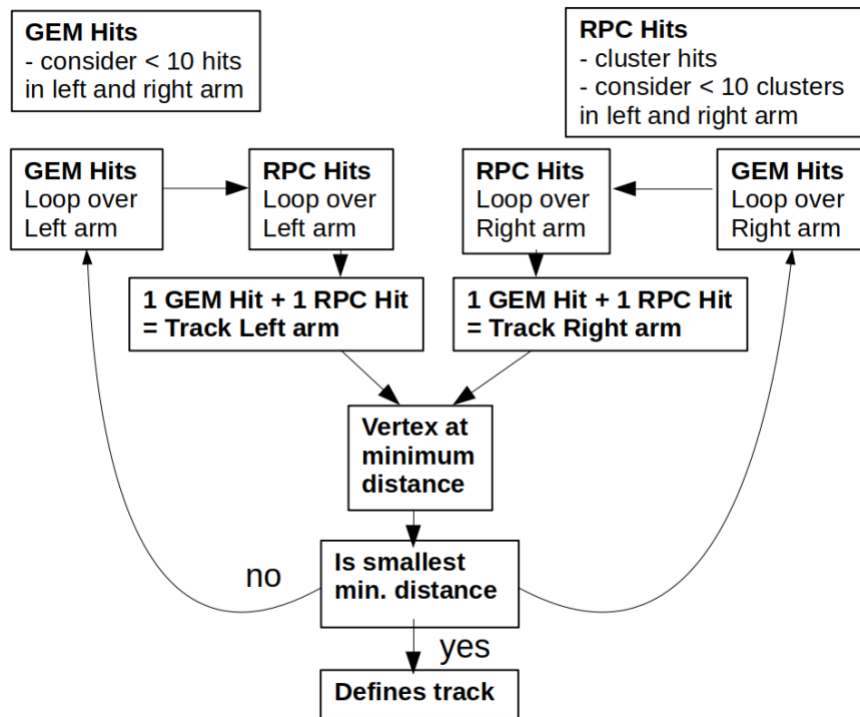 GEM Hits
- consider < 10 hits
in left and right arm
RPC Hits
- cluster hits
- consider < 10 clusters
in left and right arm
GEM Hits
Loop over
Left arm
RPC Hits
Loop over
Left arm
RPC Hits
Loop over
Right arm
GEM Hits
Loop over
Right arm
1 GEM Hit + 1 RPC Hit
= Track Left arm
1 GEM Hit + 1 RPC Hit
= Track Right arm
Vertex at
minimum
distance
Is smallest
min. distance
no
yes
Defines track